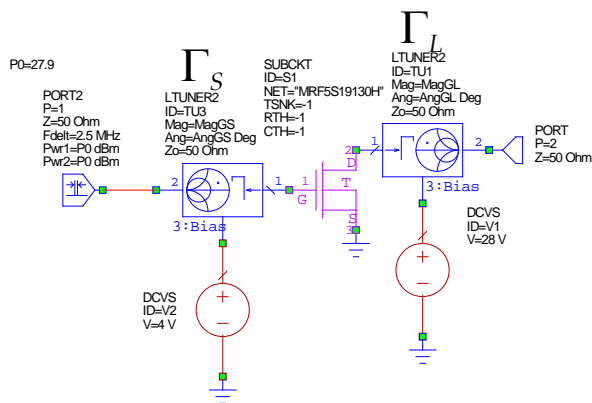 P0=27.9
PORT2
P=1
Z=50 Ohm
Fdelt=2.5 MHz
Pwr1=P0 dBm
Pwr2=P0 dBm
Γ_S
LTUNER2
ID=TU3
Mag=MagGS
Ang=AngGS Deg
Zo=50 Ohm
2
1
3:Bias
SUBCKT
ID=S1
NET="MRF5S19130H"
TSNK=-1
RTH=-1
CTH=-1
1
G
2
D
T
S
3
Γ_L
LTUNER2
ID=TU1
Mag=MagGL
Ang=AngGL Deg
Zo=50 Ohm
1
2
3:Bias
PORT
P=2
Z=50 Ohm
DCVS
ID=V2
V=4 V
+
−
DCVS
ID=V1
V=28 V
+
−